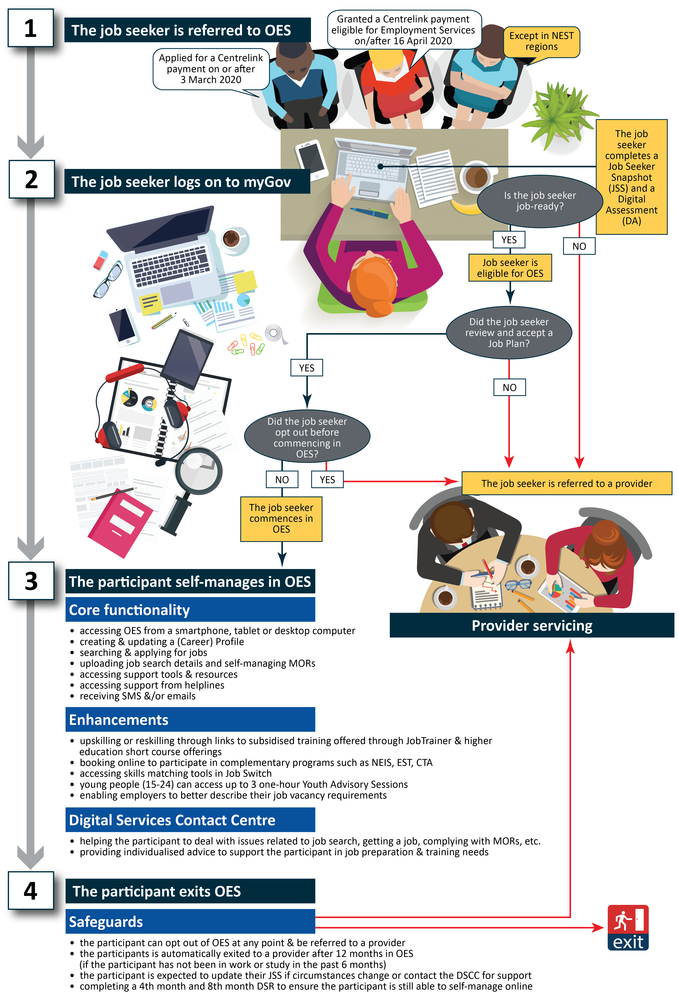 1
The job seeker is referred to OES
Granted a Centrelink payment
eligible for Employment Services
on/after 16 April 2020
Except in NEST
regions
Applied for a Centrelink
payment on or after
3 March 2020
2
The job seeker logs on to myGov
The job
seeker
completes a
Job Seeker
Snapshot
(JSS) and a
Digital
Assessment
(DA)
Is the job seeker
job-ready?
YES
NO
Job seeker is
eligible for OES
Did the job seeker
review and accept a
Job Plan?
YES
NO
30%
Did the job seeker
opt out before
commencing in
OES?
NO
YES
The job seeker is referred to a provider
The job seeker
commences in
OES
3
The participant self-manages in OES
Core functionality
• accessing OES from a smartphone, tablet or desktop computer
• creating & updating a (Career) Profile
• searching & applying for jobs
• uploading job search details and self-managing MORs
• accessing support tools & resources
• accessing support from helplines
• receiving SMS &/or emails
Provider servicing
Enhancements
• upskilling or reskilling through links to subsidised training offered through JobTrainer & higher
education short course offerings
• booking online to participate in complementary programs such as NEIS, EST, CTA
• accessing skills matching tools in Job Switch
• young people (15-24) can access up to 3 one-hour Youth Advisory Sessions
• enabling employers to better describe their job vacancy requirements
Digital Services Contact Centre
• helping the participant to deal with issues related to job search, getting a job, complying with MORs, etc.
• providing individualised advice to support the participant in job preparation & training needs
4
The participant exits OES
Safeguards
exit
• the participant can opt out of OES at any point & be referred to a provider
• the participants is automatically exited to a provider after 12 months in OES
(if the participant has not been in work or study in the past 6 months)
• the participant is expected to update their JSS if circumstances change or contact the DSCC for support
• completing a 4th month and 8th month DSR to ensure the participant is still able to self-manage online